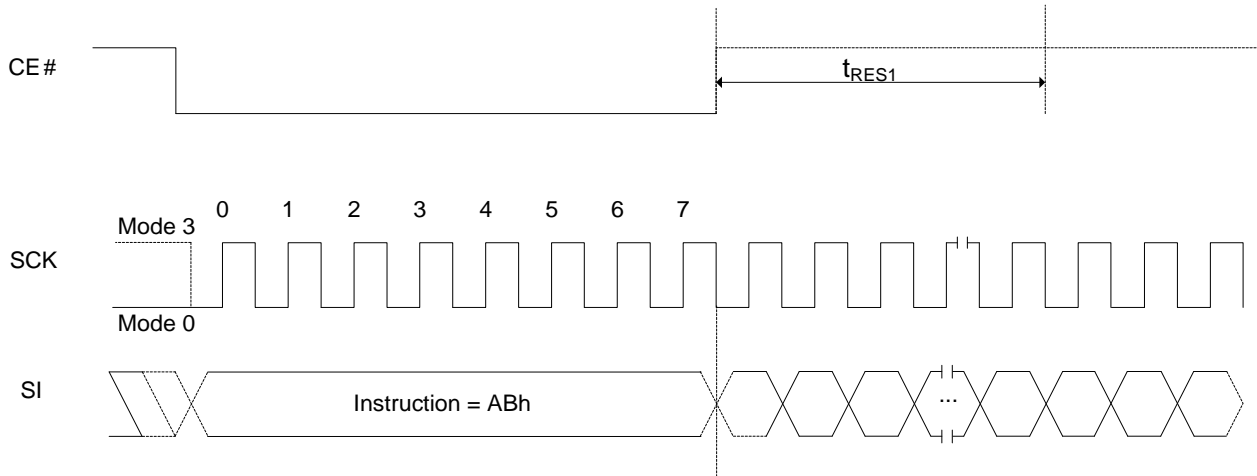 CE#
tRES1
0 1 2 3 4 5 6 7
Mode 3
SCK
Mode 0
SI
Instruction = ABh
...